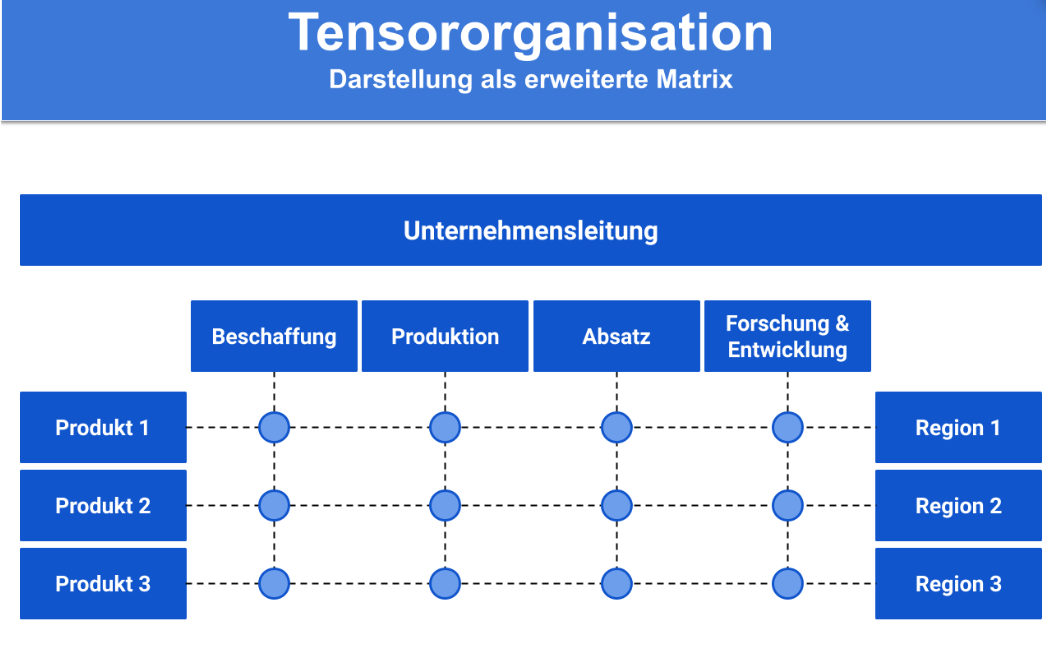 Tensororganisation
Darstellung als erweiterte Matrix
Unternehmensleitung
Beschaffung
Produktion
Absatz
Forschung &
Entwicklung
Produkt 1
Region 1
Produkt 2
Region 2
Produkt 3
Region 3